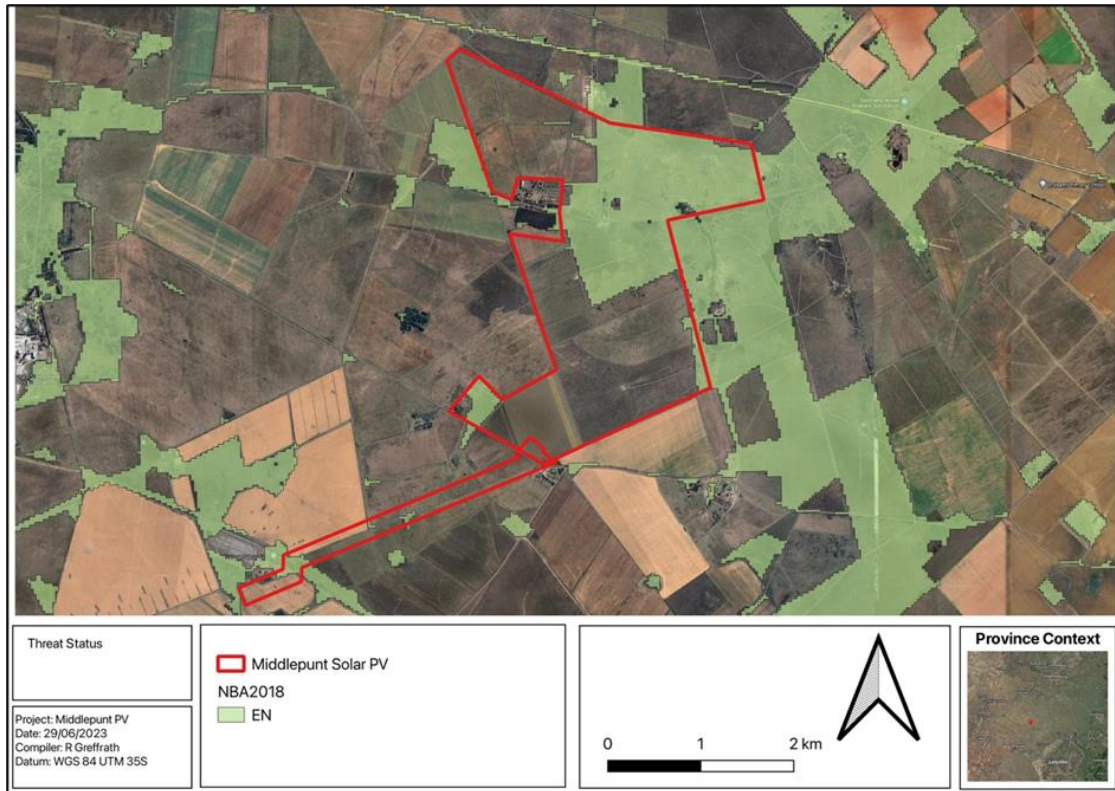 Threat Status
Project: Middlepunt PV
Date: 29/06/2023
Compiler: R Greffrath
Datum: WGS 84 UTM 35S
Middlepunt Solar PV
NBA2018
EN
0 1 2 km
Province Context
Lesotho